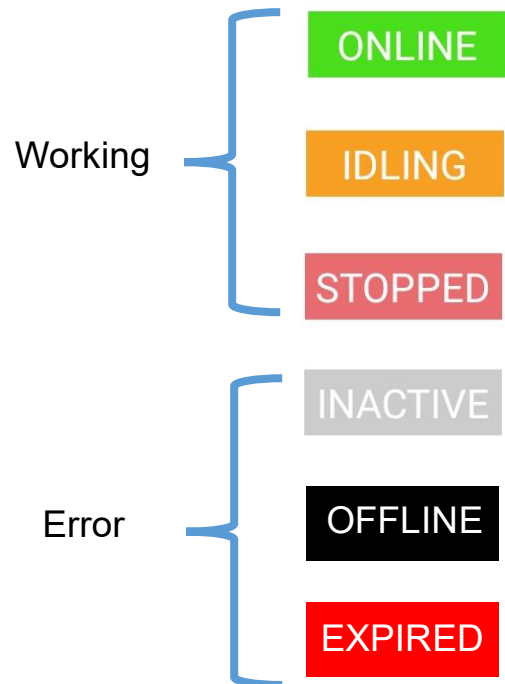 ONLINE
Working
IDLING
STOPPED
INACTIVE
Error
OFFLINE
EXPIRED